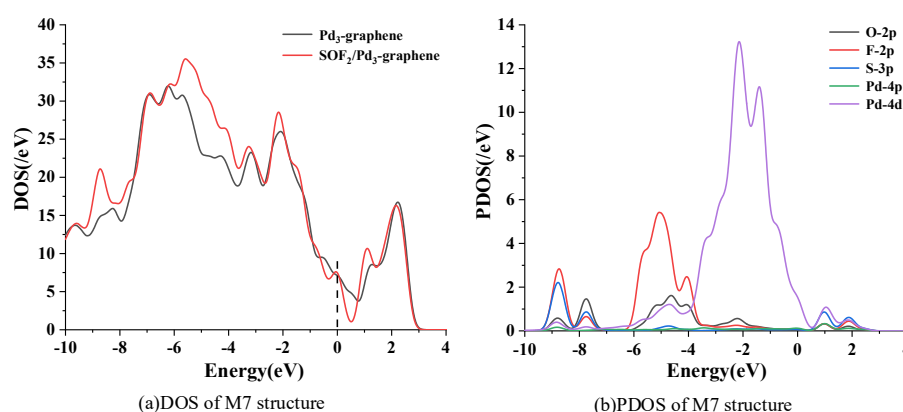 40
35
30
25
20
15
10
5
0
DOS(/eV)
Pd₃-graphene
SOF₂/Pd₃-graphene
-10 -8 -6 -4 -2 0 2 4
Energy(eV)
(a)DOS of M7 structure
14
12
10
8
6
4
2
0
PDOS(/eV)
O-2p
F-2p
S-3p
Pd-4p
Pd-4d
-10 -8 -6 -4 -2 0 2 4
Energy(eV)
(b)PDOS of M7 structure